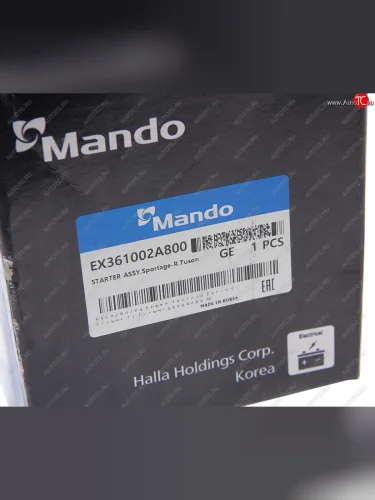 www.AutoTC.ru
Mando
Mando
EX361002A800
GE 1 PCS
STARTER ASSY.Sportage-R.Tuson
MADE IN KOREA
EAC
Electrical
Halla Holdings Corp.
Korea